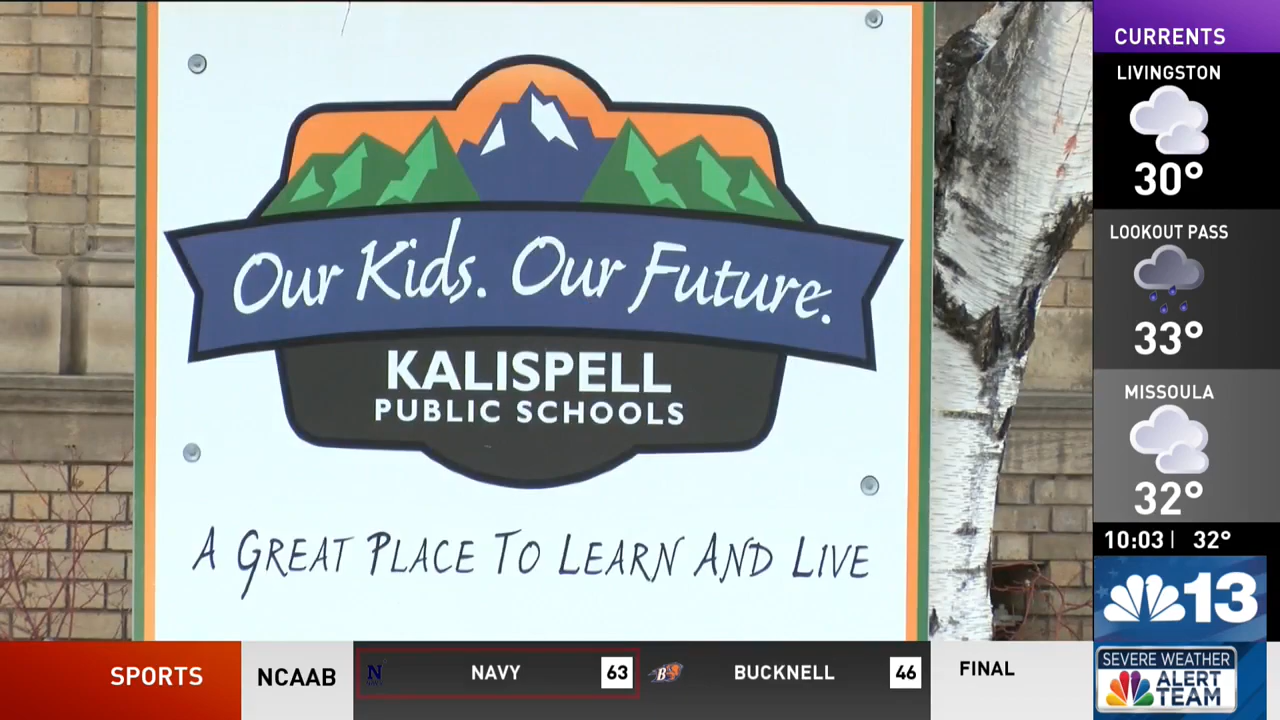 Our Kids. Our Future.
KALISPELL
PUBLIC SCHOOLS
A GREAT PLACE TO LEARN AND LIVE
CURRENTS
LIVINGSTON
30°
LOOKOUT PASS
33°
MISSOULA
32°
10:03 | 32°
13
SEVERE WEATHER
ALERT
TEAM
SPORTS
NCAAB
N
NAVY
63
B
BUCKNELL
46
FINAL